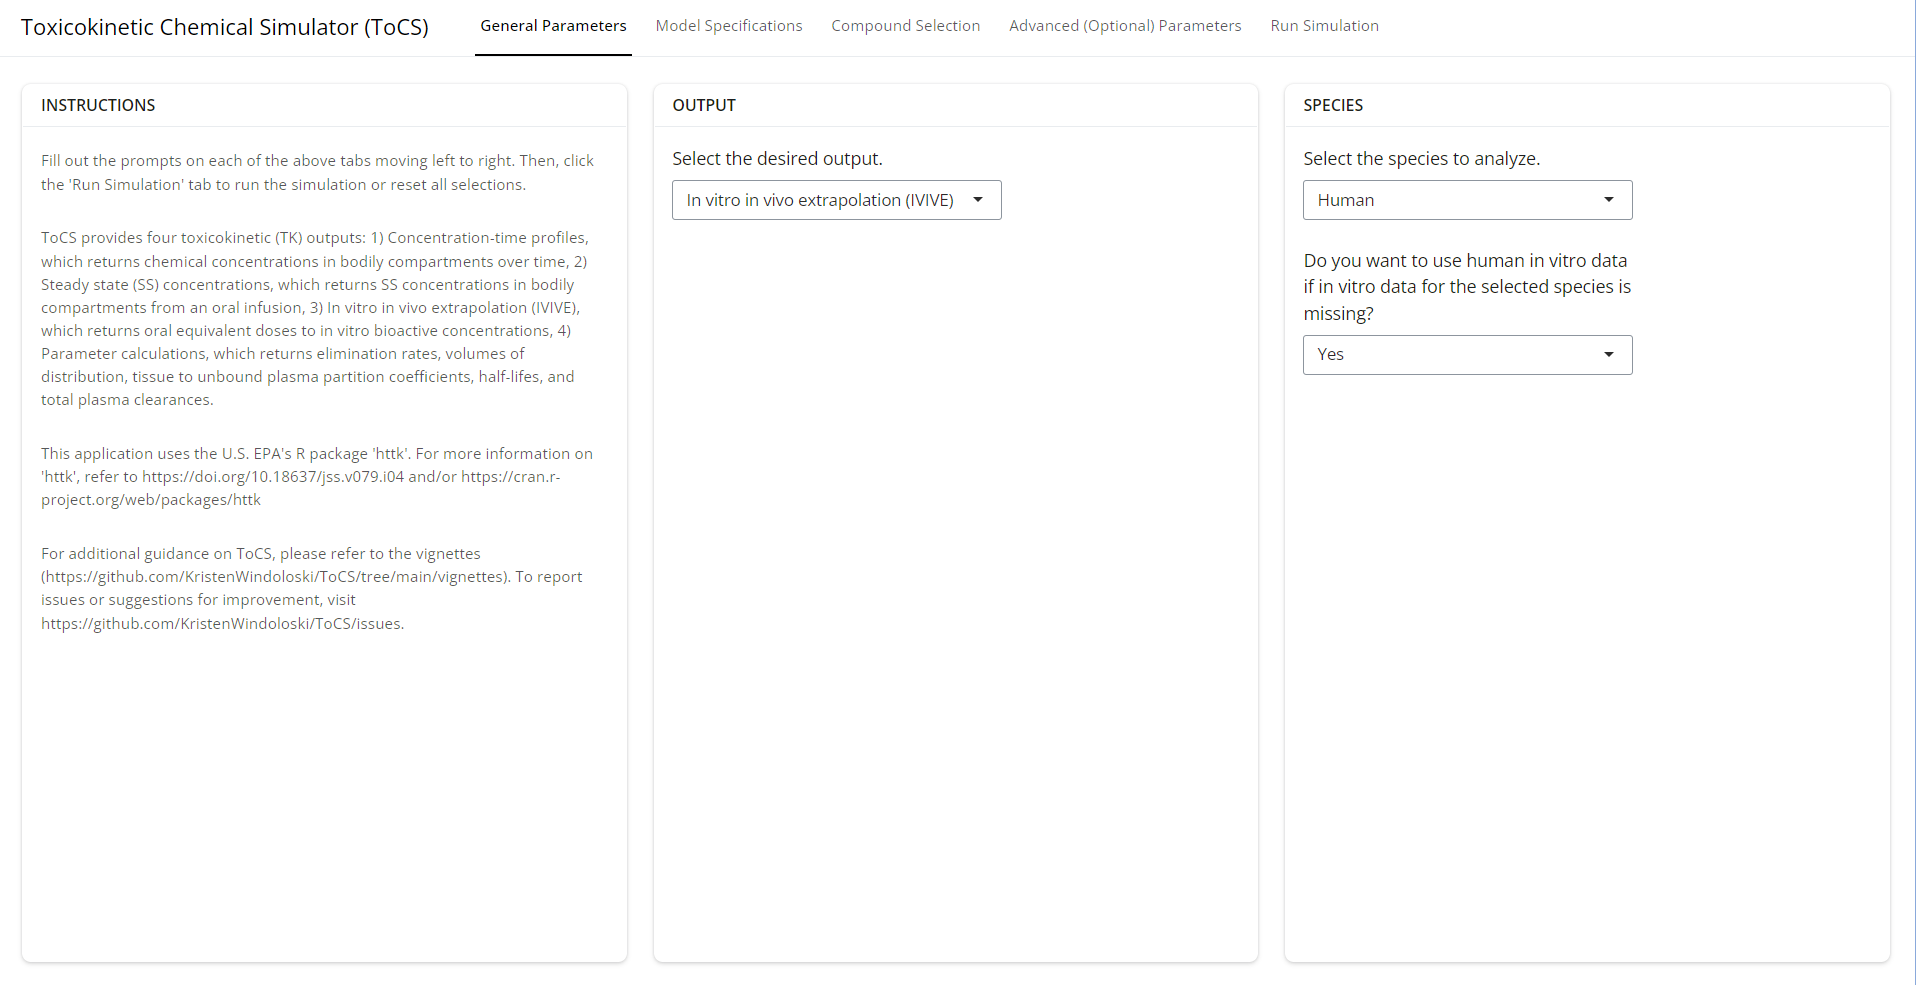 Toxicokinetic Chemical Simulator (ToCS)
General Parameters
Model Specifications
Compound Selection
Advanced (Optional) Parameters
Run Simulation
INSTRUCTIONS
Fill out the prompts on each of the above tabs moving left to right. Then, click
the 'Run Simulation' tab to run the simulation or reset all selections.
ToCS provides four toxicokinetic (TK) outputs: 1) Concentration-time profiles,
which returns chemical concentrations in bodily compartments over time, 2)
Steady state (SS) concentrations, which returns SS concentrations in bodily
compartments from an oral infusion, 3) In vitro in vivo extrapolation (IVIVE),
which returns oral equivalent doses to in vitro bioactive concentrations, 4)
Parameter calculations, which returns elimination rates, volumes of
distribution, tissue to unbound plasma partition coefficients, half-lifes, and
total plasma clearances.
This application uses the U.S. EPA's R package 'httk'. For more information on
'httk', refer to https://doi.org/10.18637/jss.v079.i04 and/or https://cran.r-
project.org/web/packages/httk
For additional guidance on ToCS, please refer to the vignettes
(https://github.com/KristenWindoloski/ToCS/tree/main/vignettes). To report
issues or suggestions for improvement, visit
https://github.com/KristenWindoloski/ToCS/issues.
OUTPUT
Select the desired output.
In vitro in vivo extrapolation (IVIVE)
SPECIES
Select the species to analyze.
Human
Do you want to use human in vitro data
if in vitro data for the selected species is
missing?
Yes